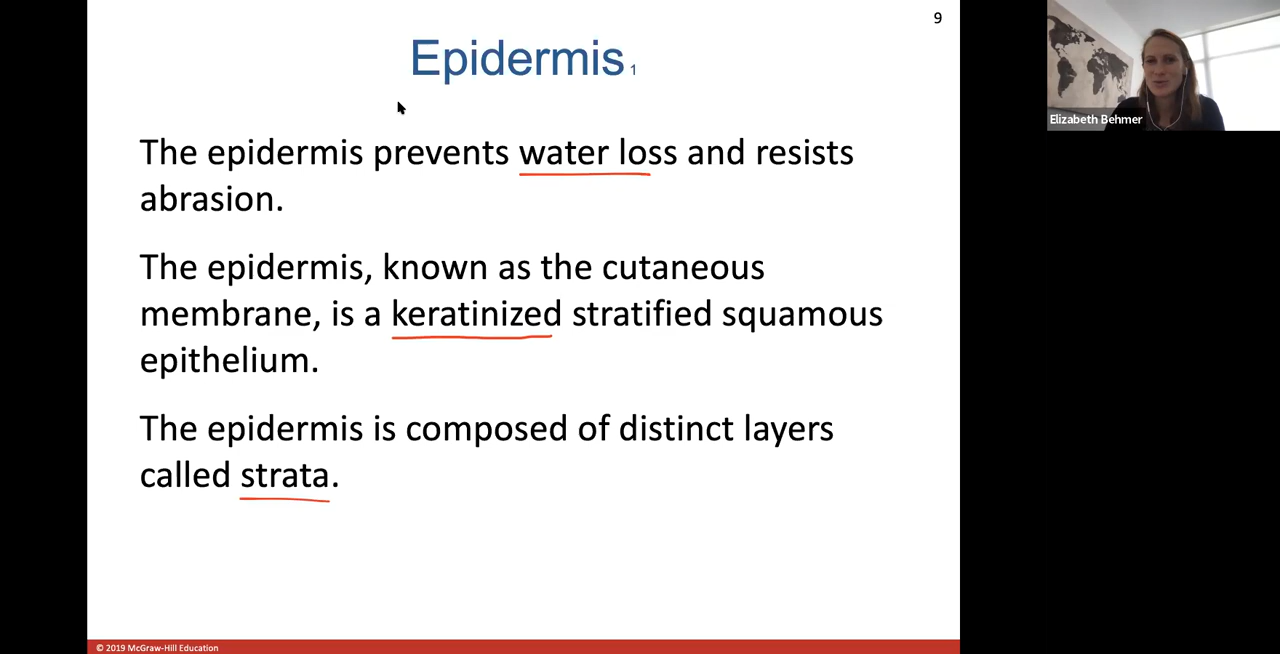 9
Epidermis 1
Elizabeth Behmer
The epidermis prevents water loss and resists
abrasion.
The epidermis, known as the cutaneous
membrane, is a keratinized stratified squamous
epithelium.
The epidermis is composed of distinct layers
called strata.
© 2019 McGraw-Hill Education